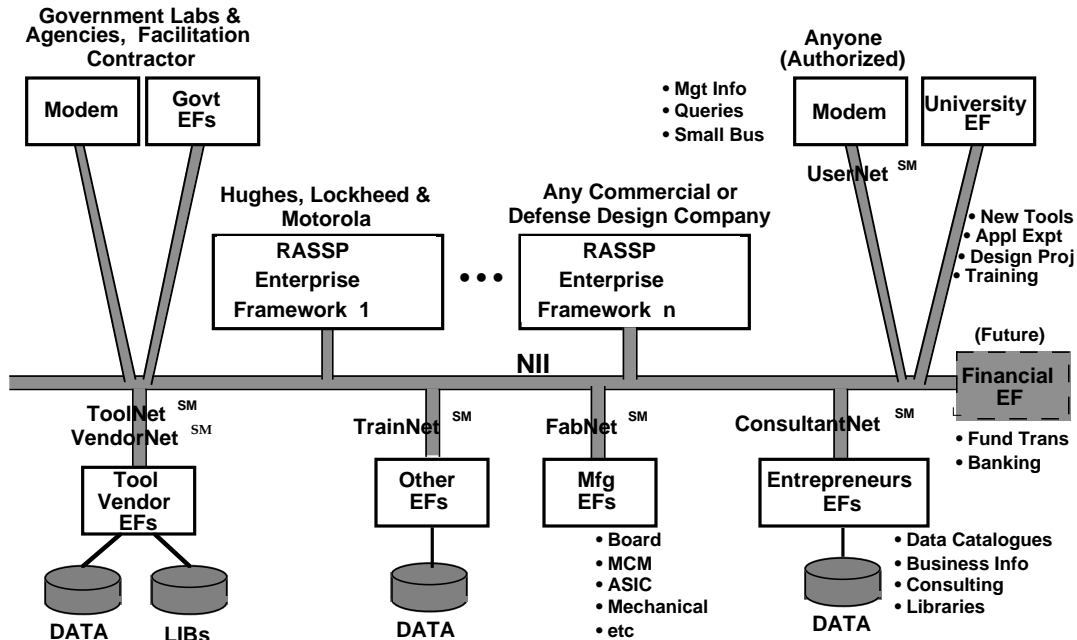 Government Labs &
Agencies, Facilitation
Contractor
Modem
Govt
EFs
• Mgt Info
• Queries
• Small Bus
Anyone
(Authorized)
Modem
University
EF
UserNet SM
Hughes, Lockheed &
Motorola
RASSP
Enterprise
Framework 1
• • •
Any Commercial or
Defense Design Company
RASSP
Enterprise
Framework n
• New Tools
• Appl Expt
• Design Proj
• Training
(Future)
Financial
EF
• Fund Trans
• Banking
NII
ToolNet SM
VendorNet SM
Tool
Vendor
EFs
DATA
LIBs
TrainNet SM
Other
EFs
DATA
FabNet SM
Mfg
EFs
• Board
• MCM
• ASIC
• Mechanical
• etc
ConsultantNet SM
Entrepreneurs
EFs
DATA
• Data Catalogues
• Business Info
• Consulting
• Libraries